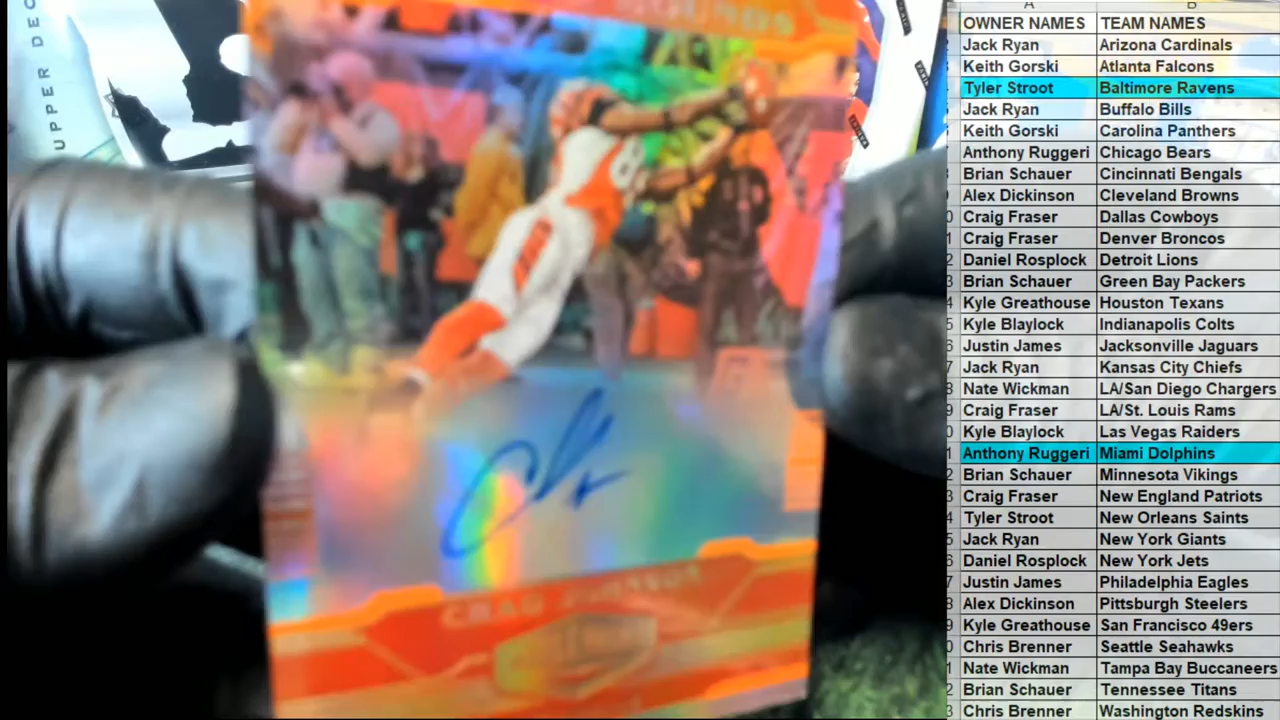 A B
OWNER NAMES TEAM NAMES
Jack Ryan Arizona Cardinals
Keith Gorski Atlanta Falcons
Tyler Stroot Baltimore Ravens
Jack Ryan Buffalo Bills
Keith Gorski Carolina Panthers
Anthony Ruggeri Chicago Bears
Brian Schauer Cincinnati Bengals
Alex Dickinson Cleveland Browns
Craig Fraser Dallas Cowboys
Craig Fraser Denver Broncos
Daniel Rosplock Detroit Lions
Brian Schauer Green Bay Packers
Kyle Greathouse Houston Texans
Kyle Blaylock Indianapolis Colts
Justin James Jacksonville Jaguars
Jack Ryan Kansas City Chiefs
Nate Wickman LA/San Diego Chargers
Craig Fraser LA/St. Louis Rams
Kyle Blaylock Las Vegas Raiders
Anthony Ruggeri Miami Dolphins
Brian Schauer Minnesota Vikings
Craig Fraser New England Patriots
Tyler Stroot New Orleans Saints
Jack Ryan New York Giants
Daniel Rosplock New York Jets
Justin James Philadelphia Eagles
Alex Dickinson Pittsburgh Steelers
Kyle Greathouse San Francisco 49ers
Chris Brenner Seattle Seahawks
Nate Wickman Tampa Bay Buccaneers
Brian Schauer Tennessee Titans
Chris Brenner Washington Redskins
UPPER DEC
CHAD JOHNSON